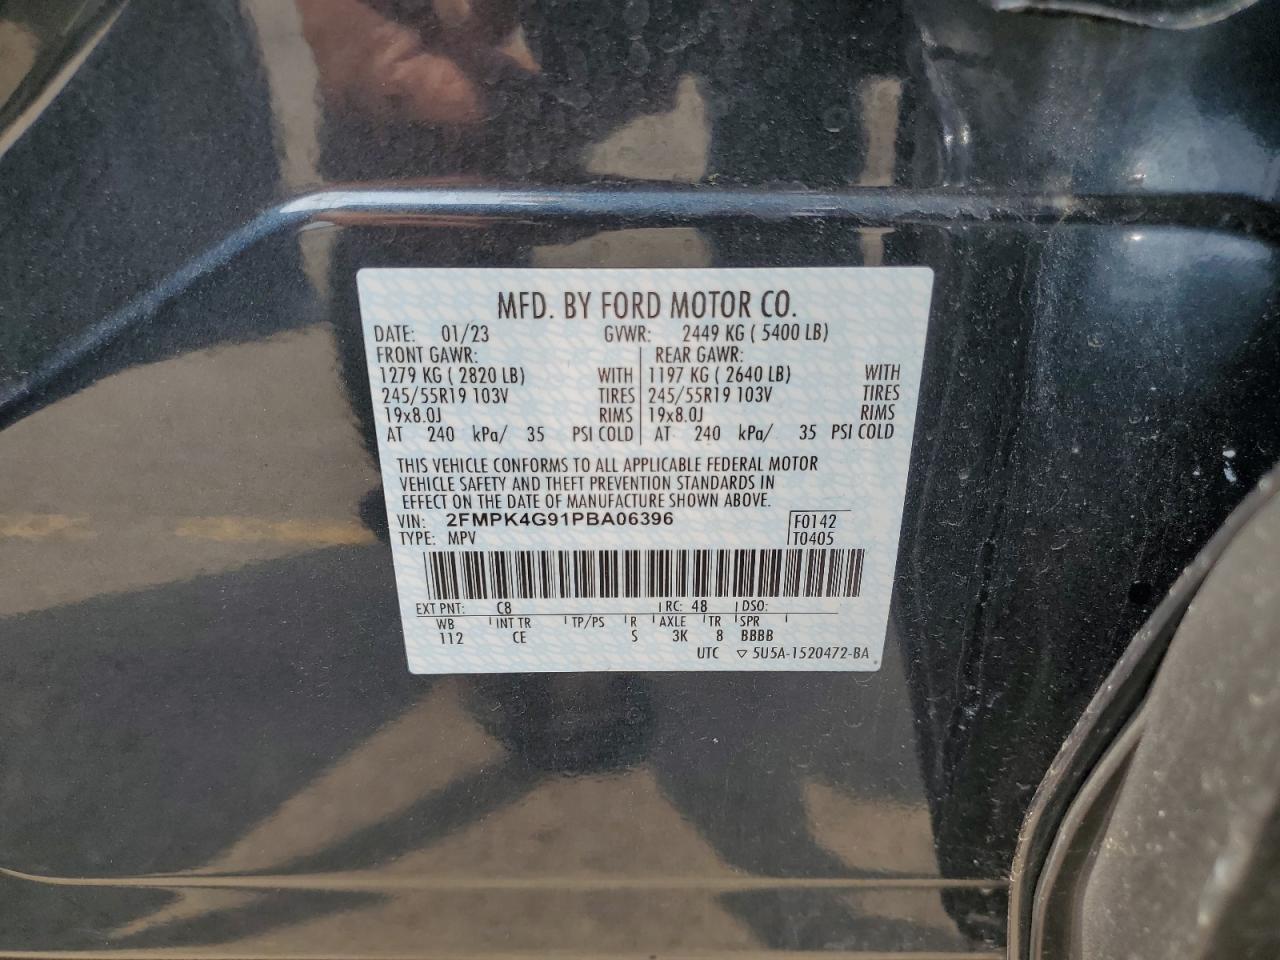 MFD. BY FORD MOTOR CO.
DATE: 01/23 GVWR: 2449 KG ( 5400 LB)
FRONT GAWR: REAR GAWR:
1279 KG ( 2820 LB) WITH 1197 KG ( 2640 LB) WITH
245/55R19 103V TIRES 245/55R19 103V TIRES
19x8.0J RIMS 19x8.0J RIMS
AT 240 kPa/ 35 PSI COLD AT 240 kPa/ 35 PSI COLD
THIS VEHICLE CONFORMS TO ALL APPLICABLE FEDERAL MOTOR
VEHICLE SAFETY AND THEFT PREVENTION STANDARDS IN
EFFECT ON THE DATE OF MANUFACTURE SHOWN ABOVE.
VIN: 2FMPK4G91PBA06396 F0142
TYPE: MPV T0405
EXT PNT: C8 RC: 48 DSO:
WB INT TR TP/PS R AXLE TR SPR
112 CE S 3K 8 BBBB
UTC ▽ 5U5A-1520472-BA